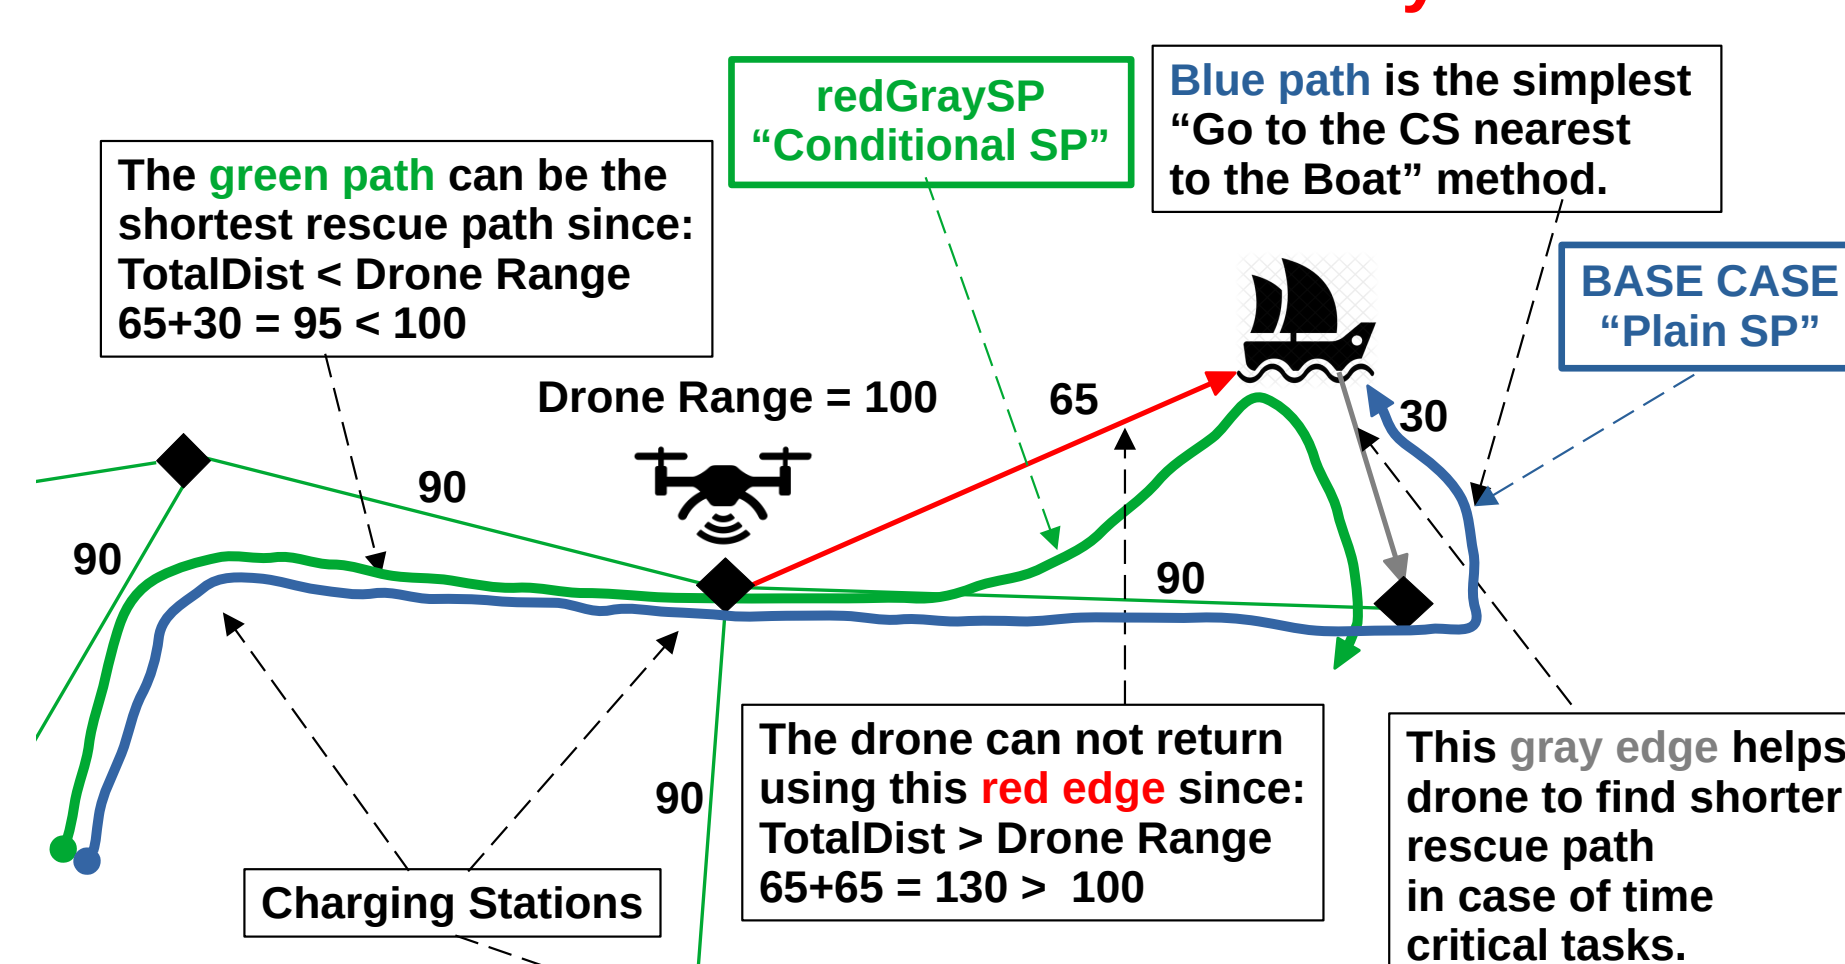 y
redGraySP
“Conditional SP”
Blue path is the simplest
“Go to the CS nearest
to the Boat” method.
The green path can be the
shortest rescue path since:
TotalDist < Drone Range
65+30 = 95 < 100
BASE CASE
“Plain SP”
Drone Range = 100
65
30
90
90
90
90
The drone can not return
using this red edge since:
TotalDist > Drone Range
65+65 = 130 >  100
This gray edge helps
drone to find shorter
rescue path
in case of time
critical tasks.
Charging Stations